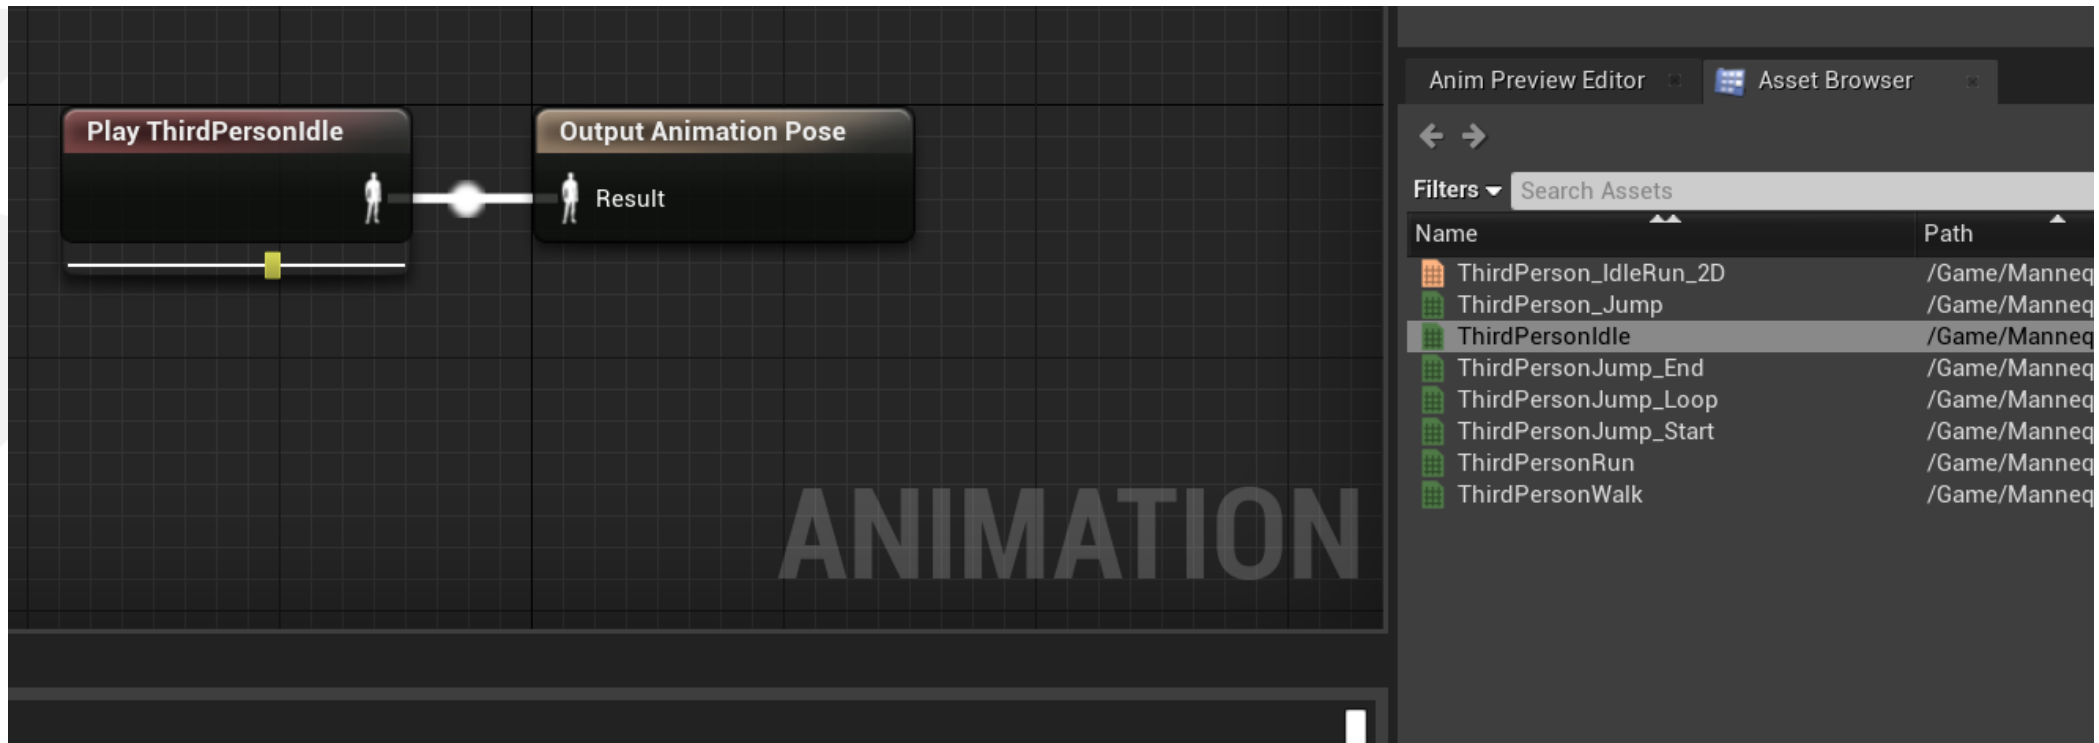 Play ThirdPersonIdle
Output Animation Pose
Result
ANIMATION
Anim Preview Editor
Asset Browser
Filters
Search Assets
Name Path
ThirdPerson_IdleRun_2D /Game/Manneq
ThirdPerson_Jump /Game/Manneq
ThirdPersonIdle /Game/Manneq
ThirdPersonJump_End /Game/Manneq
ThirdPersonJump_Loop /Game/Manneq
ThirdPersonJump_Start /Game/Manneq
ThirdPersonRun /Game/Manneq
ThirdPersonWalk /Game/Manneq